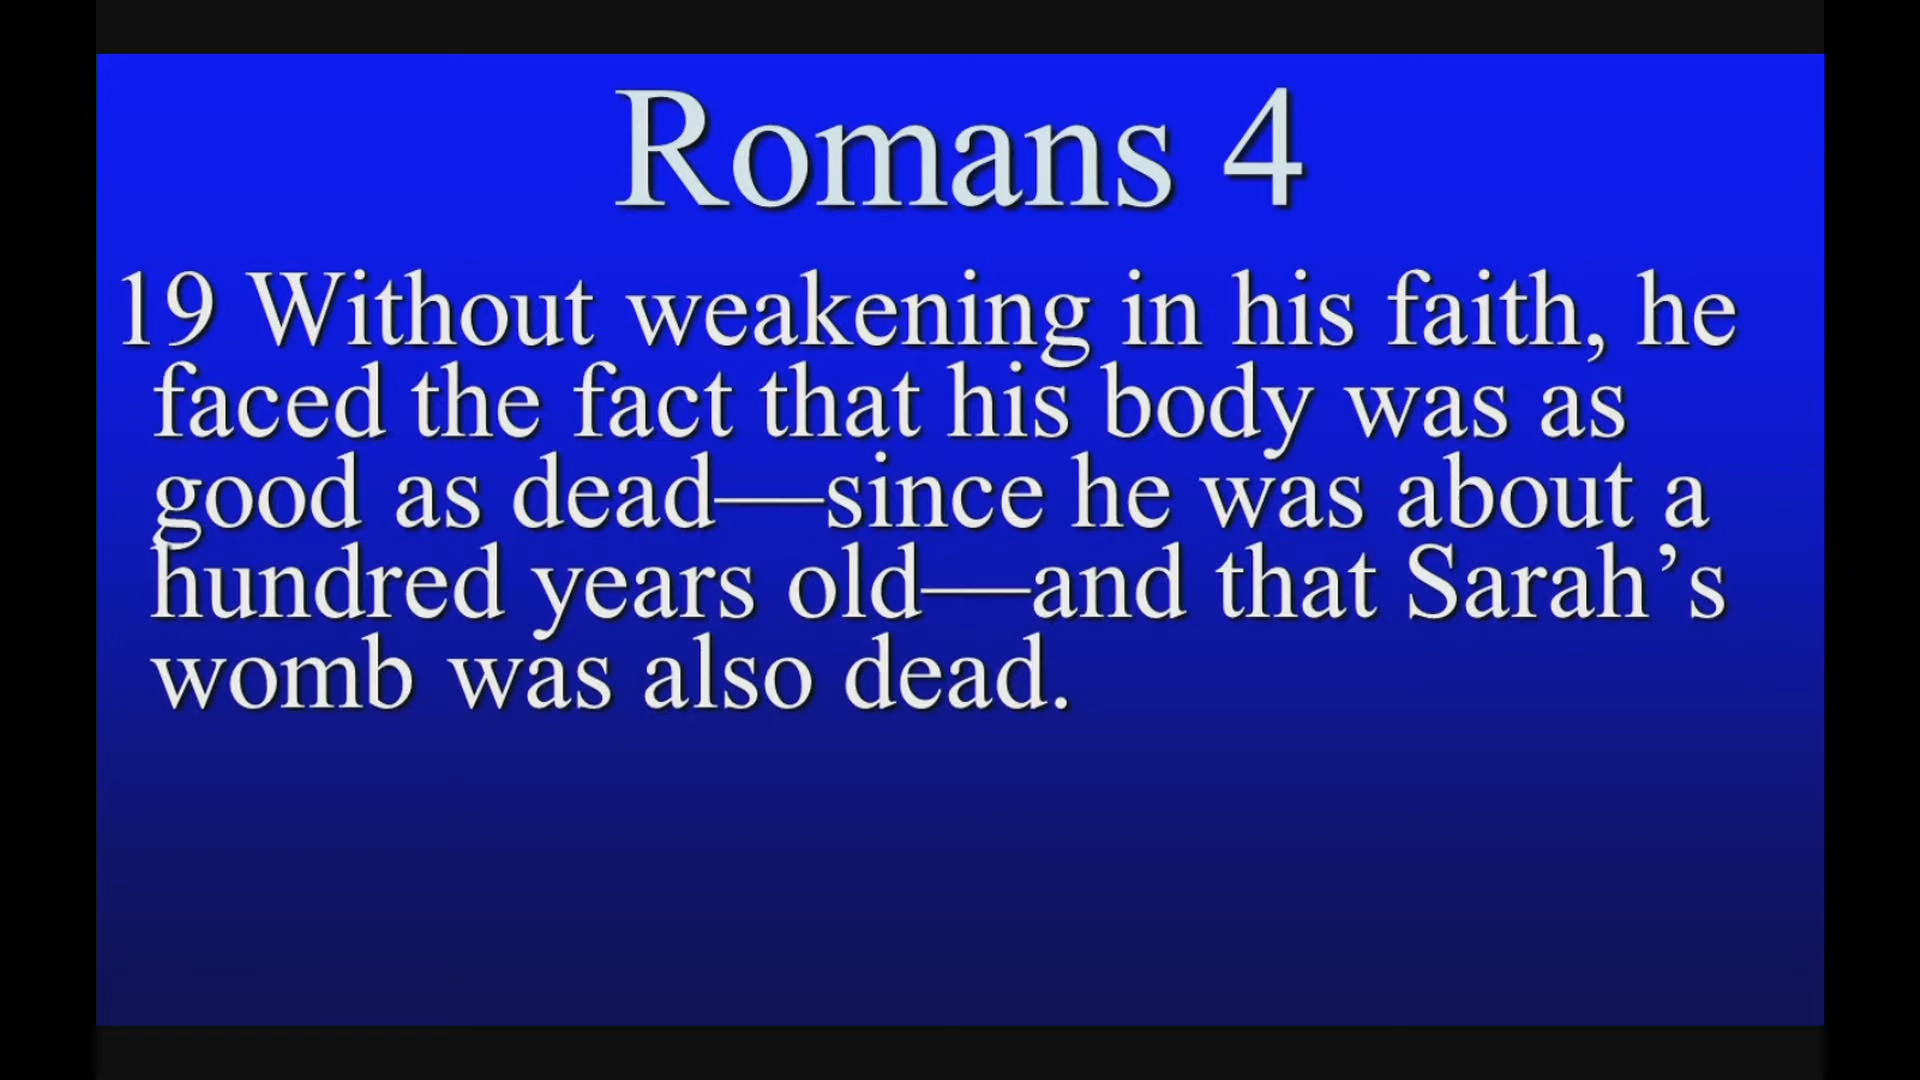 Romans 4
19 Without weakening in his faith, he
faced the fact that his body was as
good as dead—since he was about a
hundred years old—and that Sarah’s
womb was also dead.